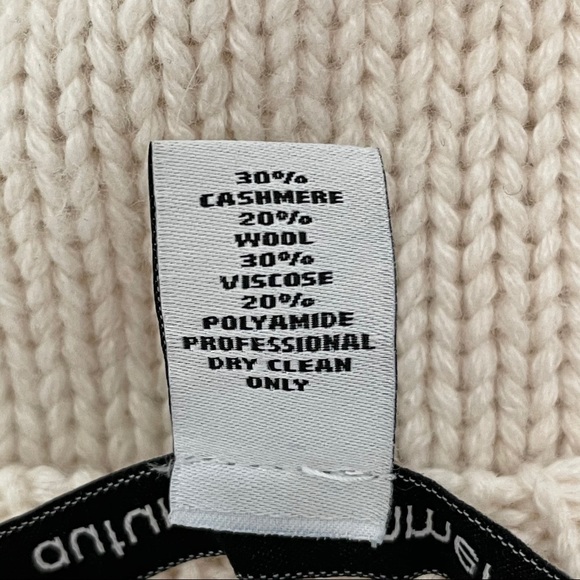 30%
CASHMERE
20%
WOOL
30%
VISCOSE
20%
POLYAMIDE
PROFESSIONAL
DRY CLEAN
ONLY